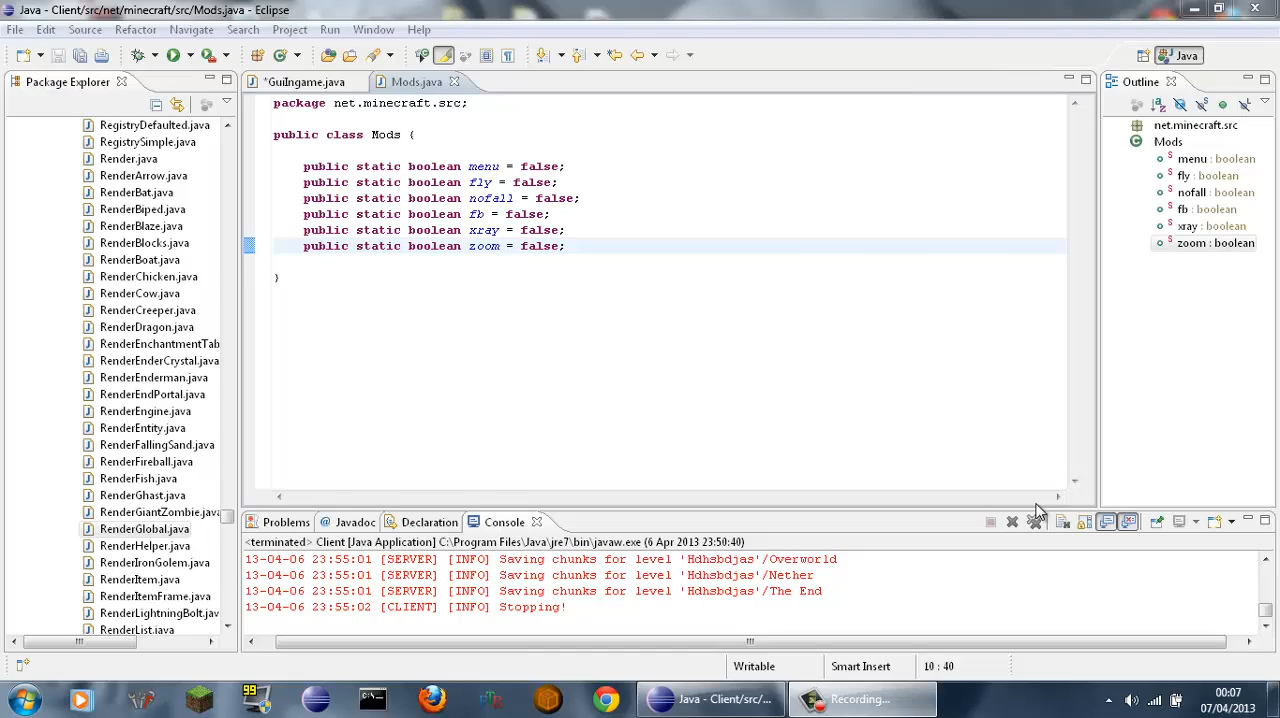 Java - Client/src/net/minecraft/src/Mods.java - Eclipse
File Edit Source Refactor Navigate Search Project Run Window Help
Java
Package Explorer
*GuiIngame.java
Mods.java
Outline
RegistryDefaulted.java
RegistrySimple.java
Render.java
RenderArrow.java
RenderBat.java
RenderBiped.java
RenderBlaze.java
RenderBlocks.java
RenderBoat.java
RenderChicken.java
RenderCow.java
RenderCreeper.java
RenderDragon.java
RenderEnchantmentTab
RenderEnderCrystal.java
RenderEnderman.java
RenderEndPortal.java
RenderEngine.java
RenderEntity.java
RenderFallingSand.java
RenderFireball.java
RenderFish.java
RenderGhast.java
RenderGiantZombie.java
RenderGlobal.java
RenderHelper.java
RenderIronGolem.java
RenderItem.java
RenderItemFrame.java
RenderLightningBolt.java
RenderList.java
package net.minecraft.src;
public class Mods {
public static boolean menu = false;
public static boolean fly = false;
public static boolean nofall = false;
public static boolean fb = false;
public static boolean xray = false;
public static boolean zoom = false;
}
net.minecraft.src
Mods
menu : boolean
fly : boolean
nofall : boolean
fb : boolean
xray : boolean
zoom : boolean
Problems
Javadoc
Declaration
Console
<terminated> Client [Java Application] C:\Program Files\Java\jre7\bin\javaw.exe (6 Apr 2013 23:50:40)
13-04-06 23:55:01 [SERVER] [INFO] Saving chunks for level 'Hdhsbdjas'/Overworld
13-04-06 23:55:01 [SERVER] [INFO] Saving chunks for level 'Hdhsbdjas'/Nether
13-04-06 23:55:01 [SERVER] [INFO] Saving chunks for level 'Hdhsbdjas'/The End
13-04-06 23:55:02 [CLIENT] [INFO] Stopping!
Writable
Smart Insert
10 : 40
99
Java - Client/src/...
Recording...
00:07
07/04/2013